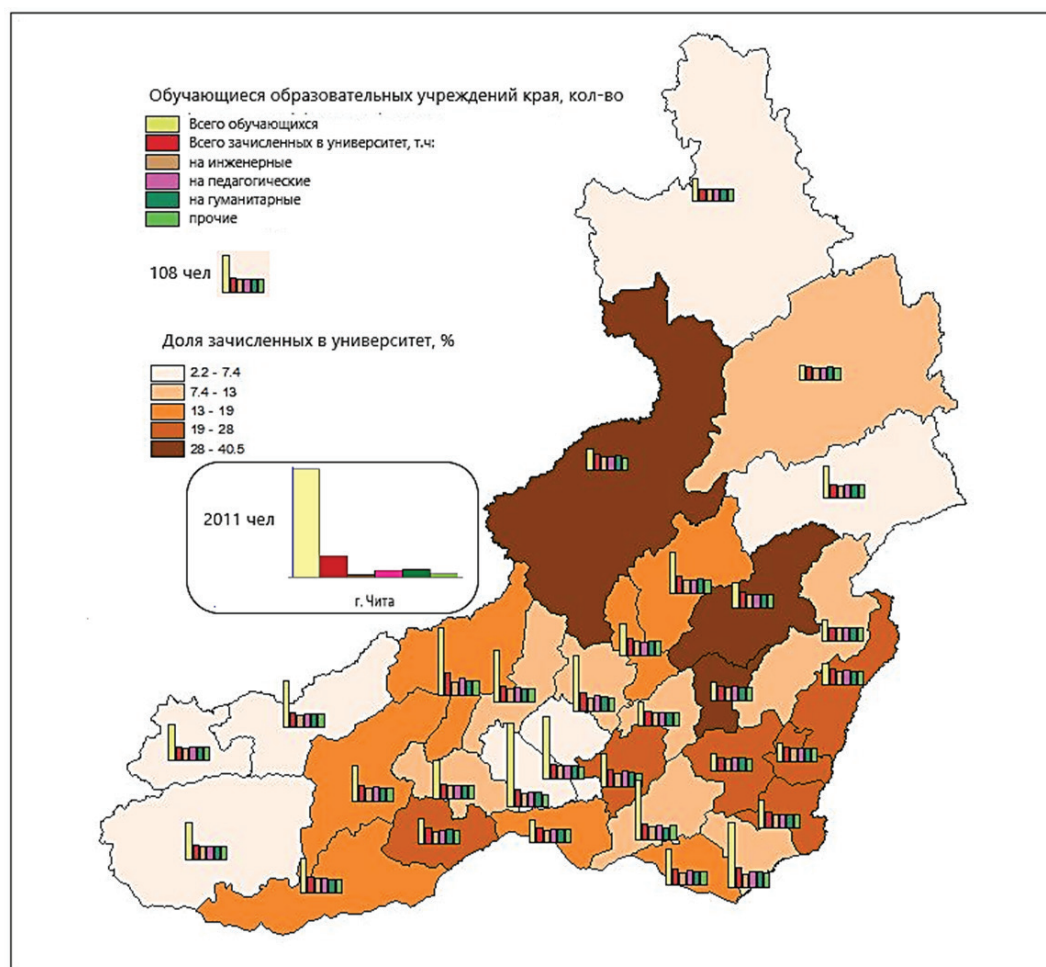 Обучающиеся образовательных учреждений края, кол-во
Всего обучающихся
Всего зачисленных в университет, т.ч:
на инженерные
на педагогические
на гуманитарные
прочие
108 чел
Доля зачисленных в университет, %
2.2 - 7.4
7.4 - 13
13 - 19
19 - 28
28 - 40.5
2011 чел
г. Чита